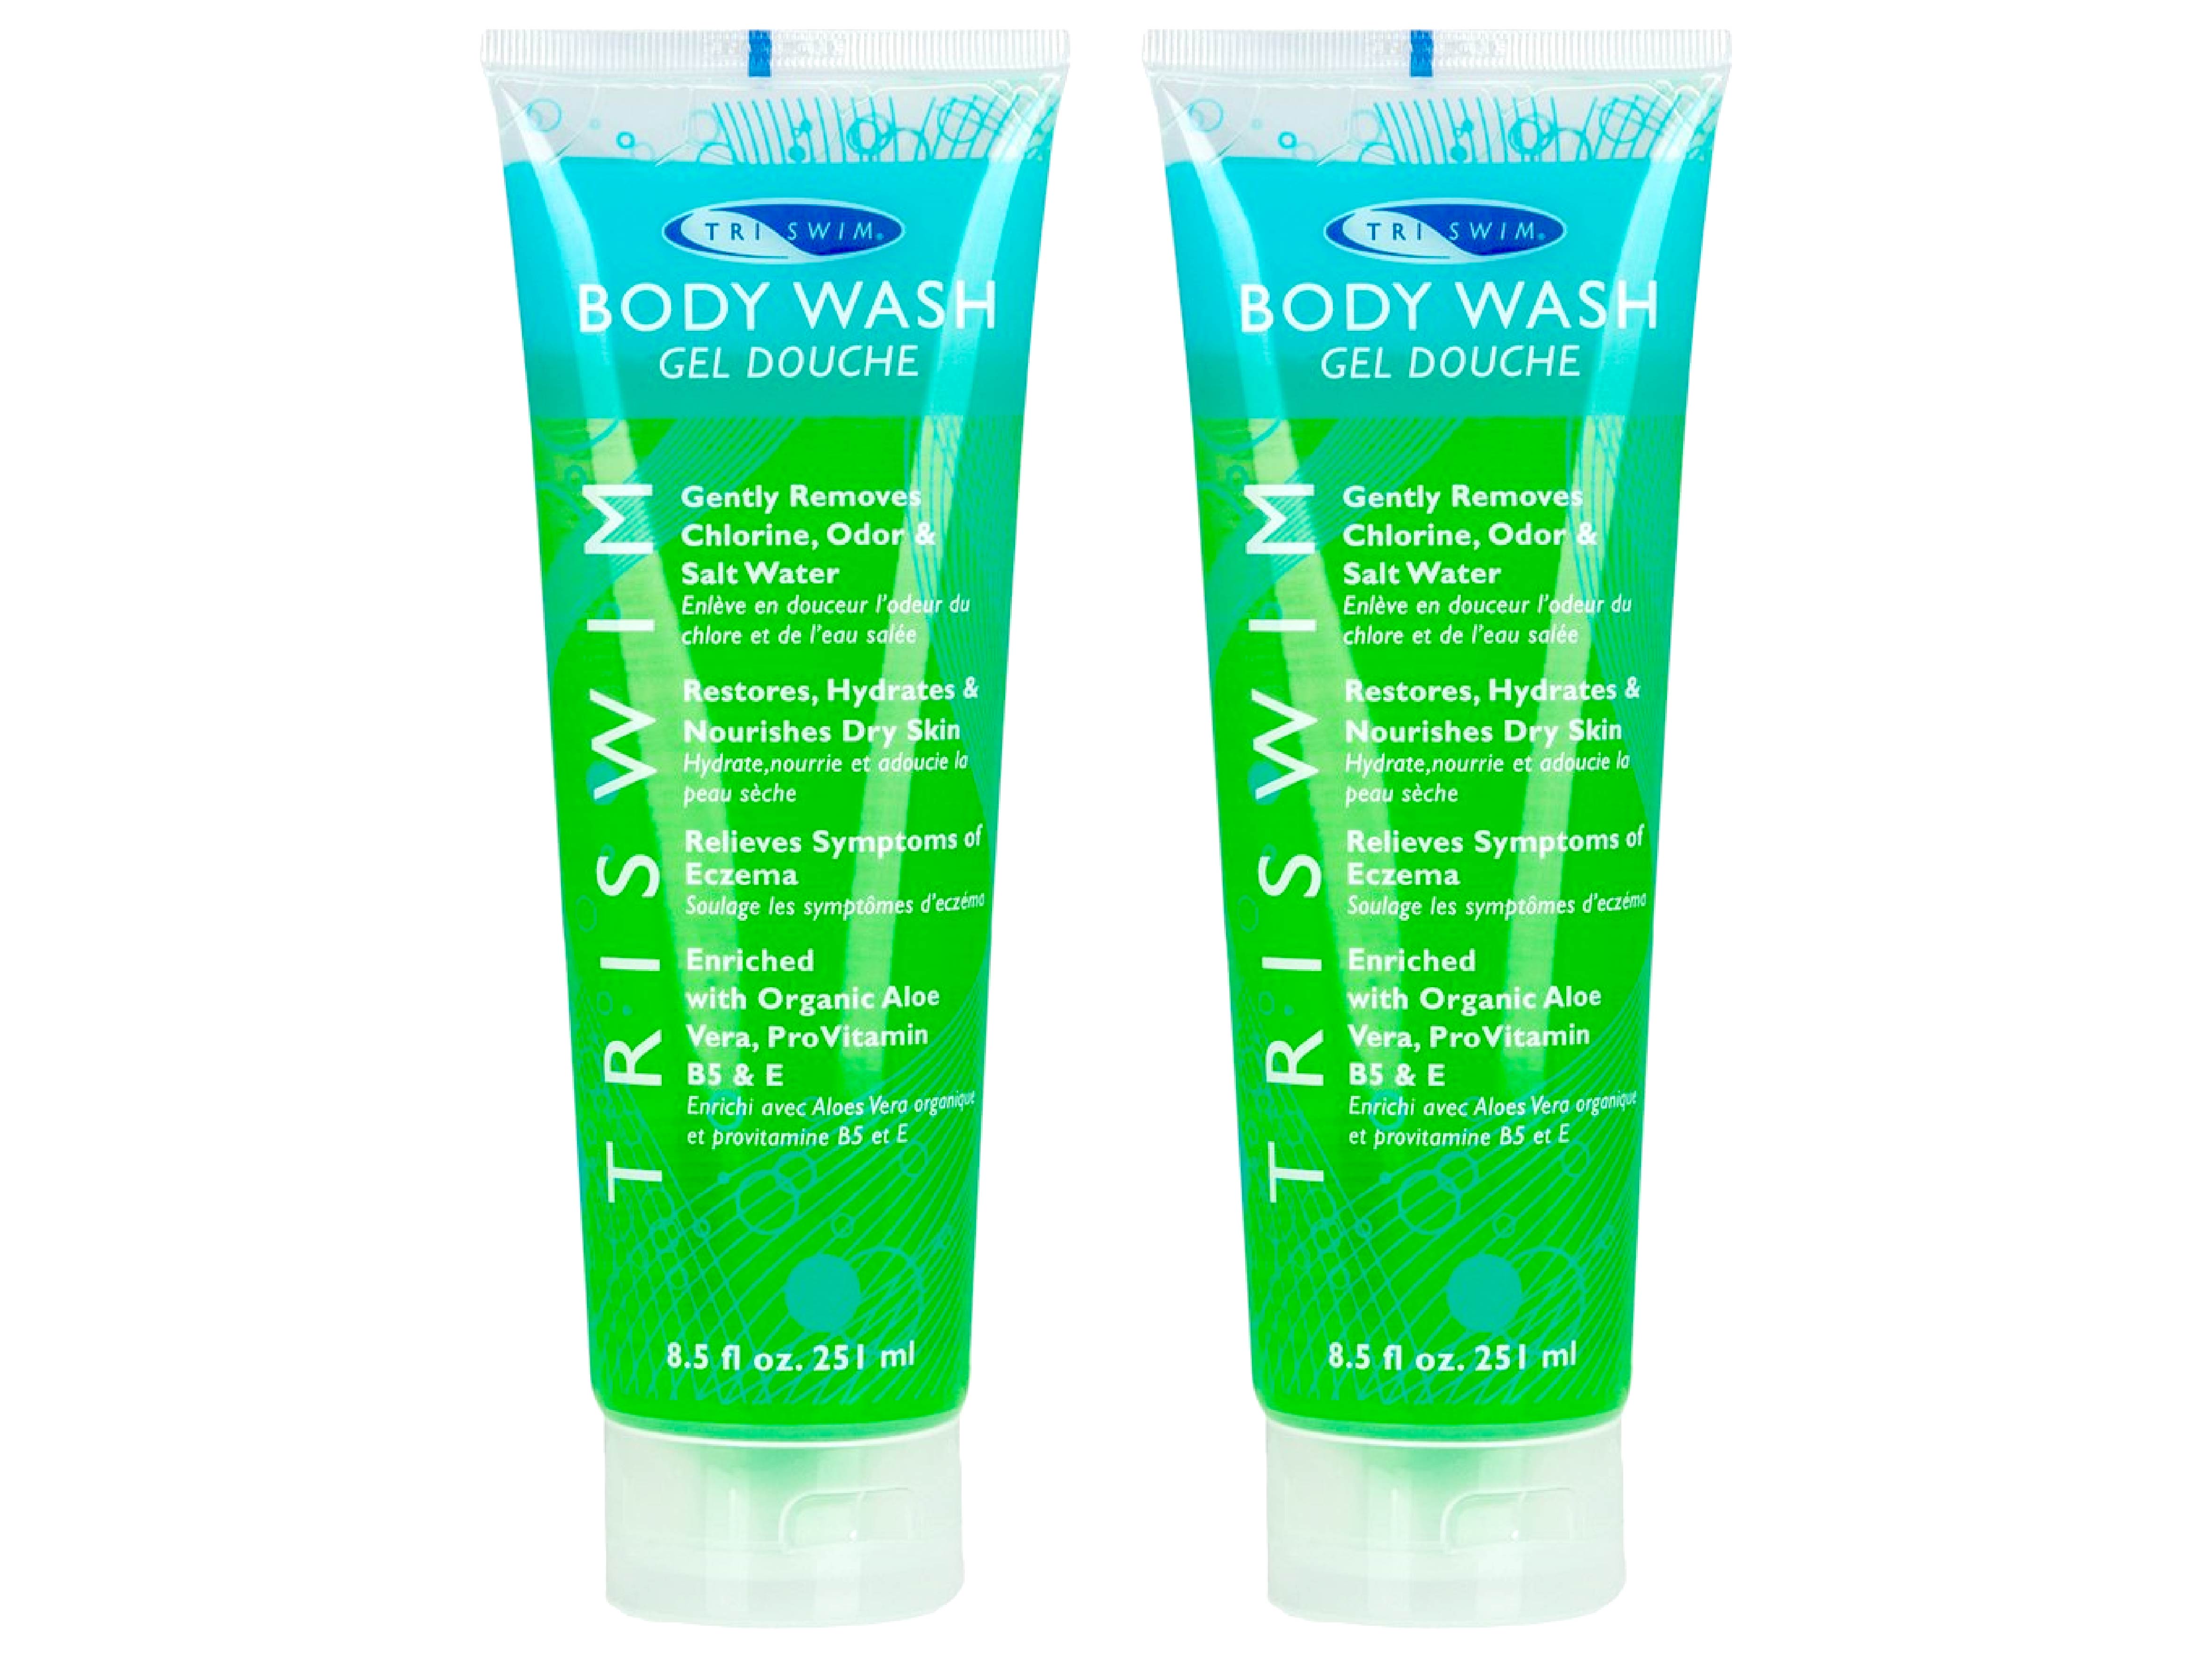 TRISWIM®
BODY WASH
GEL DOUCHE
TRISWIM
Gently Removes
Chlorine, Odor &
Salt Water
Enlève en douceur l'odeur du
chlore et de l'eau salée
Restores, Hydrates &
Nourishes Dry Skin
Hydrate,nourrie et adoucie la
peau sèche
Relieves Symptoms of
Eczema
Soulage les symptômes d'eczéma
Enriched
with Organic Aloe
Vera, ProVitamin
B5 & E
Enrichi avec Aloes Vera organique
et provitamine B5 et E
8.5 fl oz. 251 ml
TRISWIM®
BODY WASH
GEL DOUCHE
TRISWIM
Gently Removes
Chlorine, Odor &
Salt Water
Enlève en douceur l'odeur du
chlore et de l'eau salée
Restores, Hydrates &
Nourishes Dry Skin
Hydrate,nourrie et adoucie la
peau sèche
Relieves Symptoms of
Eczema
Soulage les symptômes d'eczéma
Enriched
with Organic Aloe
Vera, ProVitamin
B5 & E
Enrichi avec Aloes Vera organique
et provitamine B5 et E
8.5 fl oz. 251 ml